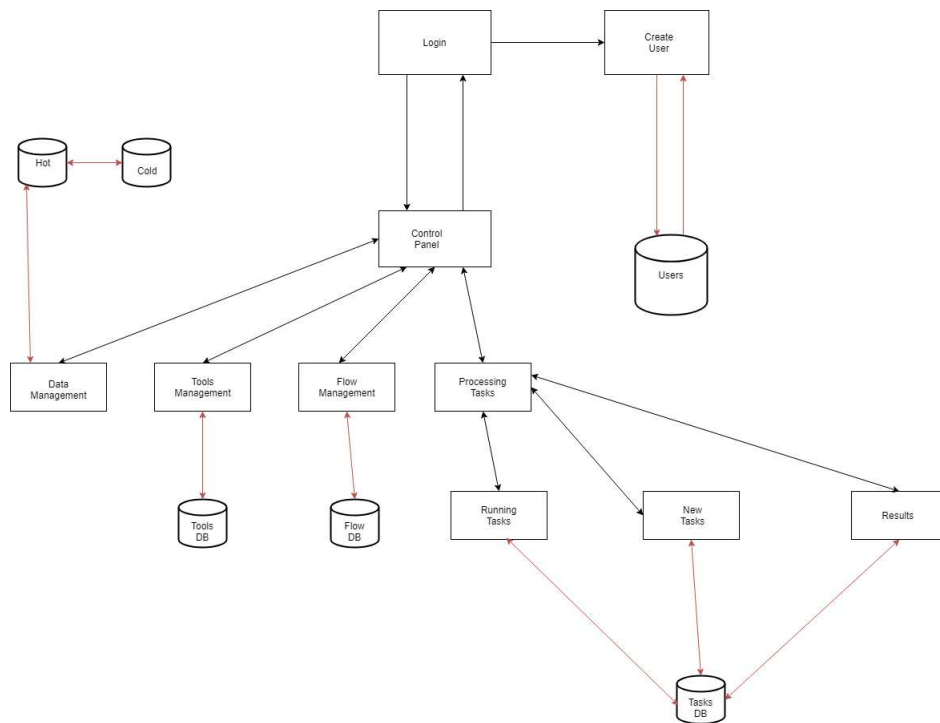 Login
Create
User
Hot
Cold
Control
Panel
Users
Data
Management
Tools
Management
Flow
Management
Processing
Tasks
Tools
DB
Flow
DB
Running
Tasks
New
Tasks
Results
Tasks
DB